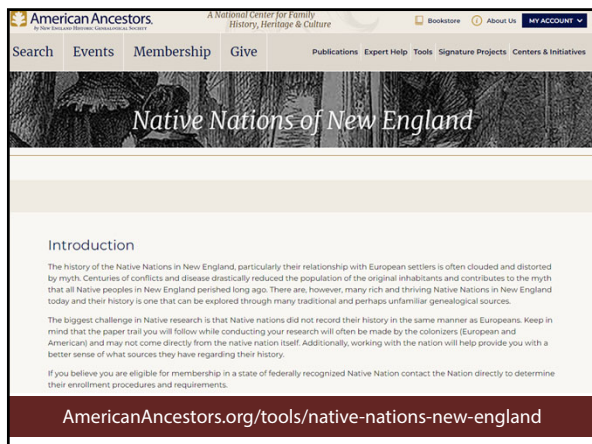 American Ancestors.
by New England Historic Genealogical Society
A National Center for Family
History, Heritage & Culture
Bookstore
About Us
MY ACCOUNT
Search Events Membership Give
Publications Expert Help Tools Signature Projects Centers & Initiatives
Native Nations of New England
Introduction
The history of the Native Nations in New England, particularly their relationship with European settlers is often clouded and distorted
by myth. Centuries of conflicts and disease drastically reduced the population of the original inhabitants and contributes to the myth
that all Native peoples in New England perished long ago. There are, however, many rich and thriving Native Nations in New England
today and their history is one that can be explored through many traditional and perhaps unfamiliar genealogical sources.
The biggest challenge in Native research is that Native nations did not record their history in the same manner as Europeans. Keep in
mind that the paper trail you will follow while conducting your research will often be made by the colonizers (European and
American) and may not come directly from the native nation itself. Additionally, working with the nation will help provide you with a
better sense of what sources they have regarding their history.
If you believe you are eligible for membership in a state of federally recognized Native Nation contact the Nation directly to determine
their enrollment procedures and requirements.
AmericanAncestors.org/tools/native-nations-new-england